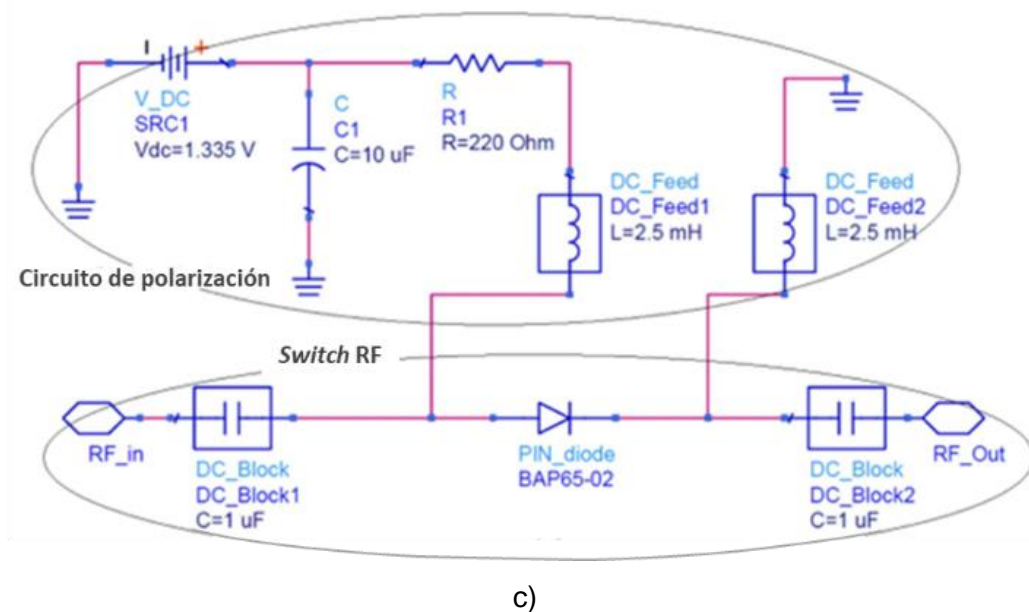 V_DC
SRC1
Vdc=1.335 V
C
C1
C=10 uF
R
R1
R=220 Ohm
DC_Feed
DC_Feed1
L=2.5 mH
DC_Feed
DC_Feed2
L=2.5 mH
Circuito de polarización
Switch RF
RF_in
DC_Block
DC_Block1
C=1 uF
PIN_diode
BAP65-02
DC_Block
DC_Block2
C=1 uF
RF_Out
c)